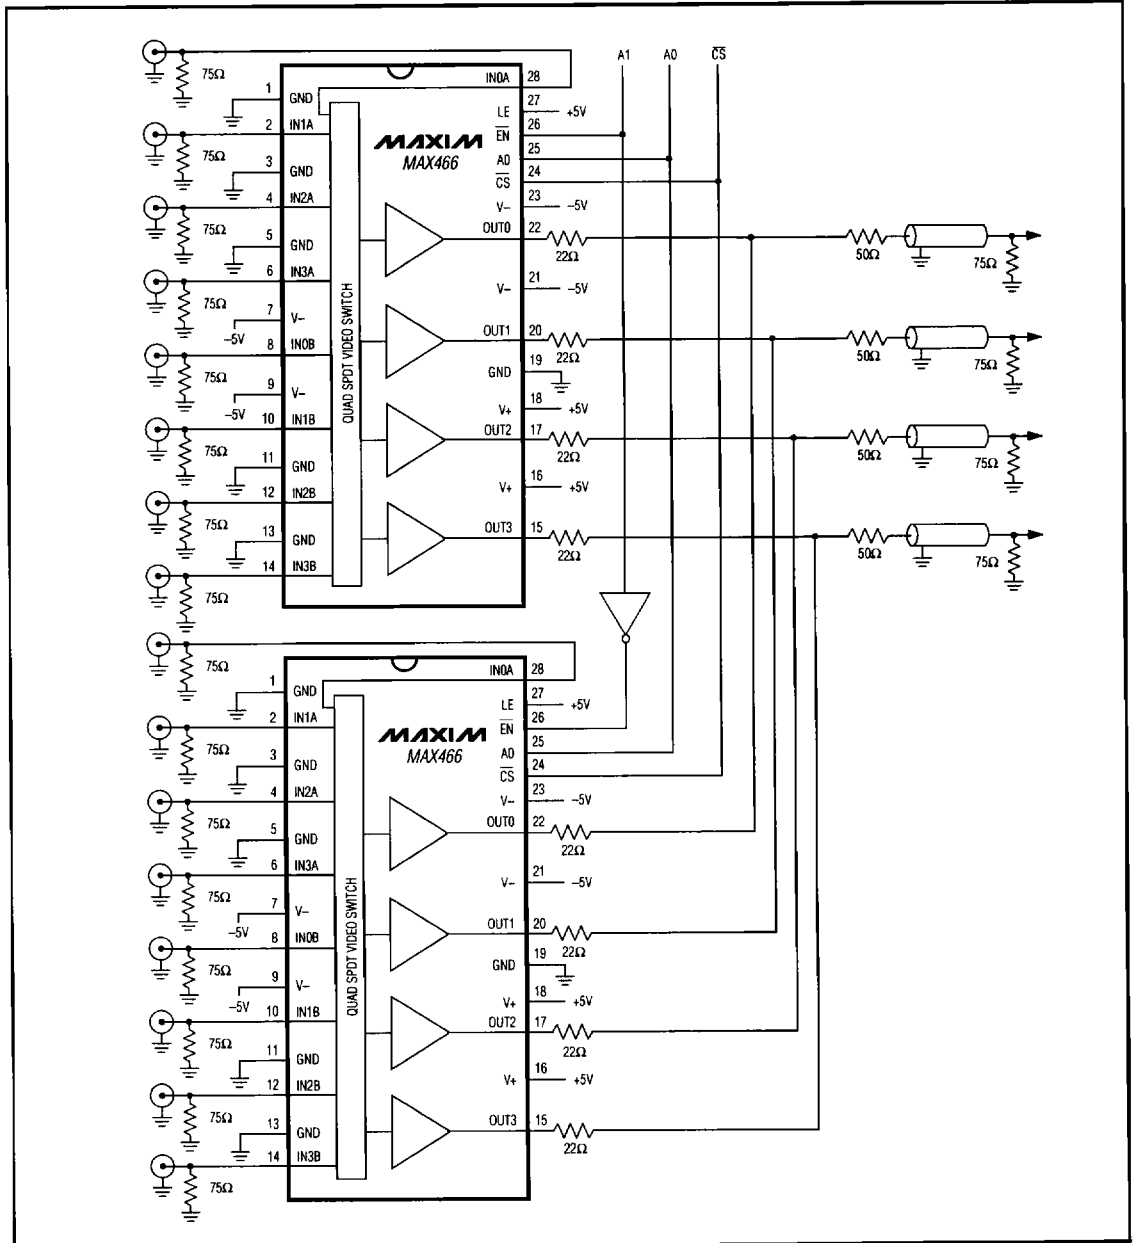 A1 A0 C̅S̅
75Ω
INOA 28
1 GND
27 LE +5V
2 IN1A
26 E̅N̅
MAXIM
MAX466
75Ω
25 A0
3 GND
24 C̅S̅
4 IN2A
23 V– –5V
75Ω
OUT0 22 22Ω
50Ω 75Ω
5 GND
6 IN3A
21 V– –5V
75Ω
7 V– –5V
OUT1 20 22Ω
50Ω 75Ω
8 IN0B
QUAD SPDT VIDEO SWITCH
75Ω
GND 19
9 V– –5V
V+ 18 +5V
10 IN1B
OUT2 17 22Ω
50Ω 75Ω
75Ω
11 GND
V+ 16 +5V
12 IN2B
75Ω
13 GND
OUT3 15 22Ω
50Ω 75Ω
14 IN3B
75Ω
75Ω
INOA 28
1 GND
27 LE +5V
2 IN1A
26 E̅N̅
MAXIM
MAX466
75Ω
25 A0
3 GND
24 C̅S̅
4 IN2A
23 V– –5V
75Ω
OUT0 22 22Ω
5 GND
6 IN3A
21 V– –5V
75Ω
7 V– –5V
OUT1 20 22Ω
8 IN0B
QUAD SPDT VIDEO SWITCH
75Ω
GND 19
9 V– –5V
V+ 18 +5V
10 IN1B
OUT2 17 22Ω
75Ω
11 GND
V+ 16 +5V
12 IN2B
75Ω
13 GND
OUT3 15 22Ω
14 IN3B
75Ω